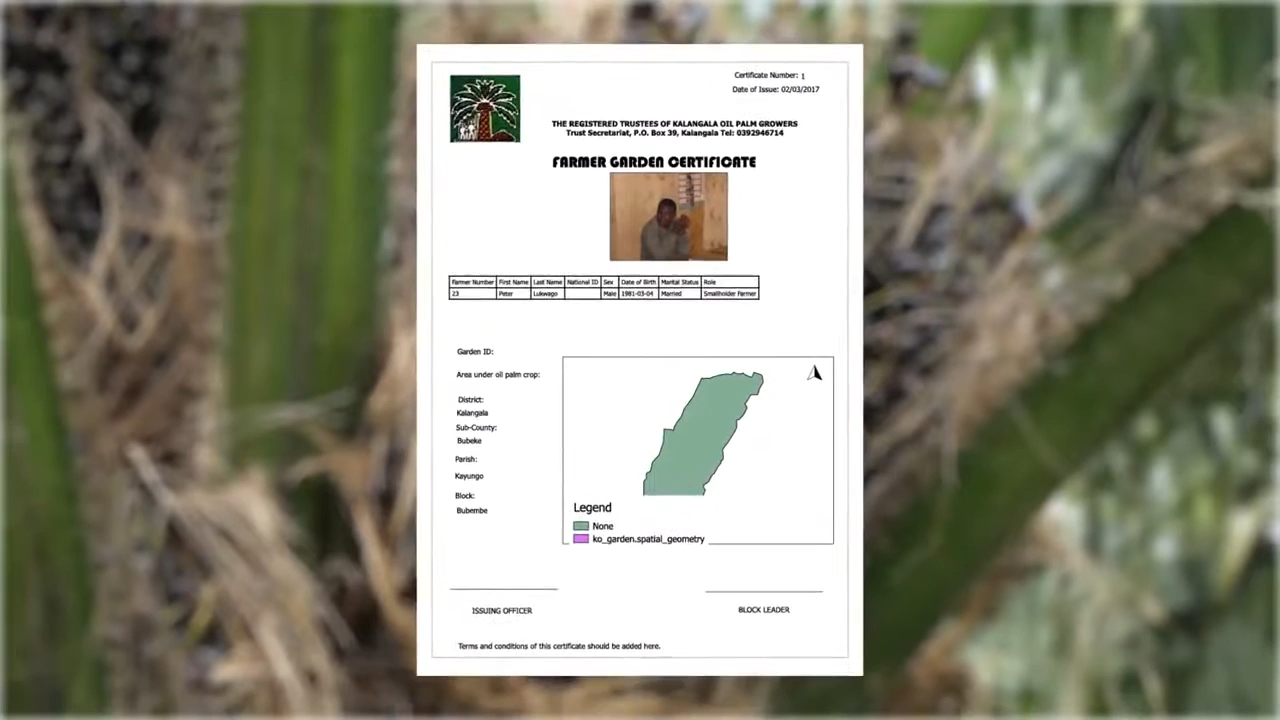 Certificate Number: 1
Date of Issue: 02/03/2017
THE REGISTERED TRUSTEES OF KALANGALA OIL PALM GROWERS
Trust Secretariat, P.O. Box 39, Kalangala Tel: 0392946714
FARMER GARDEN CERTIFICATE
Farmer Number First Name Last Name National ID Sex Date of Birth Marital Status Role
23 Peter Lukwago Male 1981-03-04 Married Smallholder Farmer
Garden ID:
Area under oil palm crop:
District:
Kalangala
Sub-County:
Bubeke
Parish:
Kayungo
Block:
Bubembe
Legend
None
ko_garden.spatial_geometry
ISSUING OFFICER
BLOCK LEADER
Terms and conditions of this certificate should be added here.